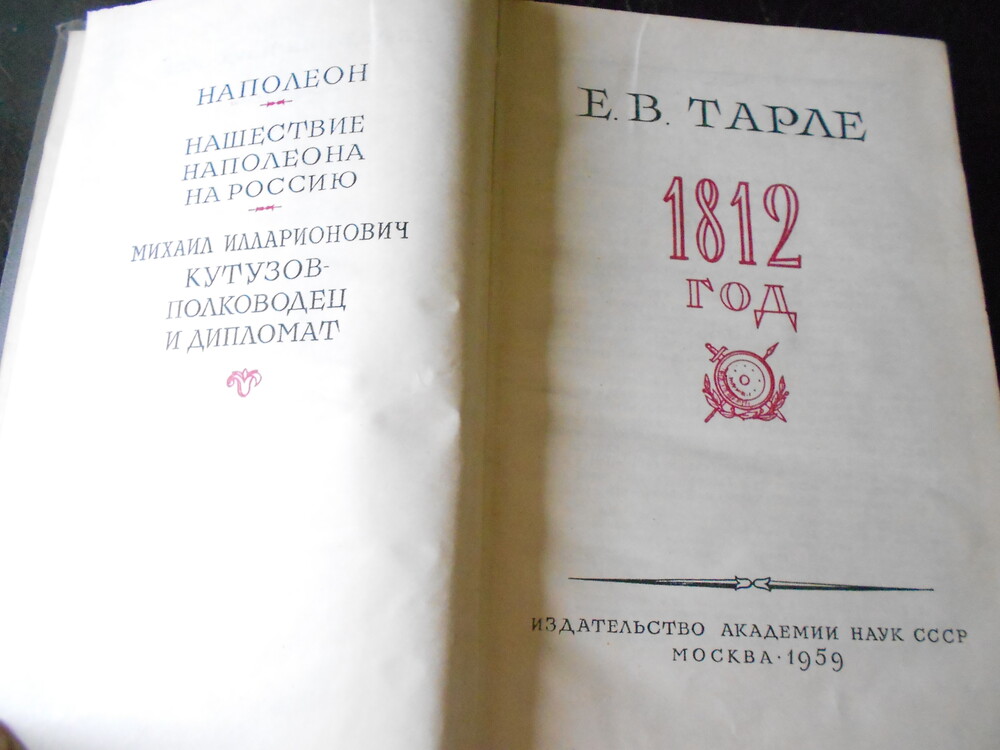 НАПОЛЕОН
НАШЕСТВИЕ
НАПОЛЕОНА
НА РОССИЮ
МИХАИЛ ИЛЛАРИОНОВИЧ
КУТУЗОВ-
ПОЛКОВОДЕЦ
И ДИПЛОМАТ
Е. В. ТАРЛЕ
1812
ГОД
ИЗДАТЕЛЬСТВО АКАДЕМИИ НАУК СССР
МОСКВА·1959